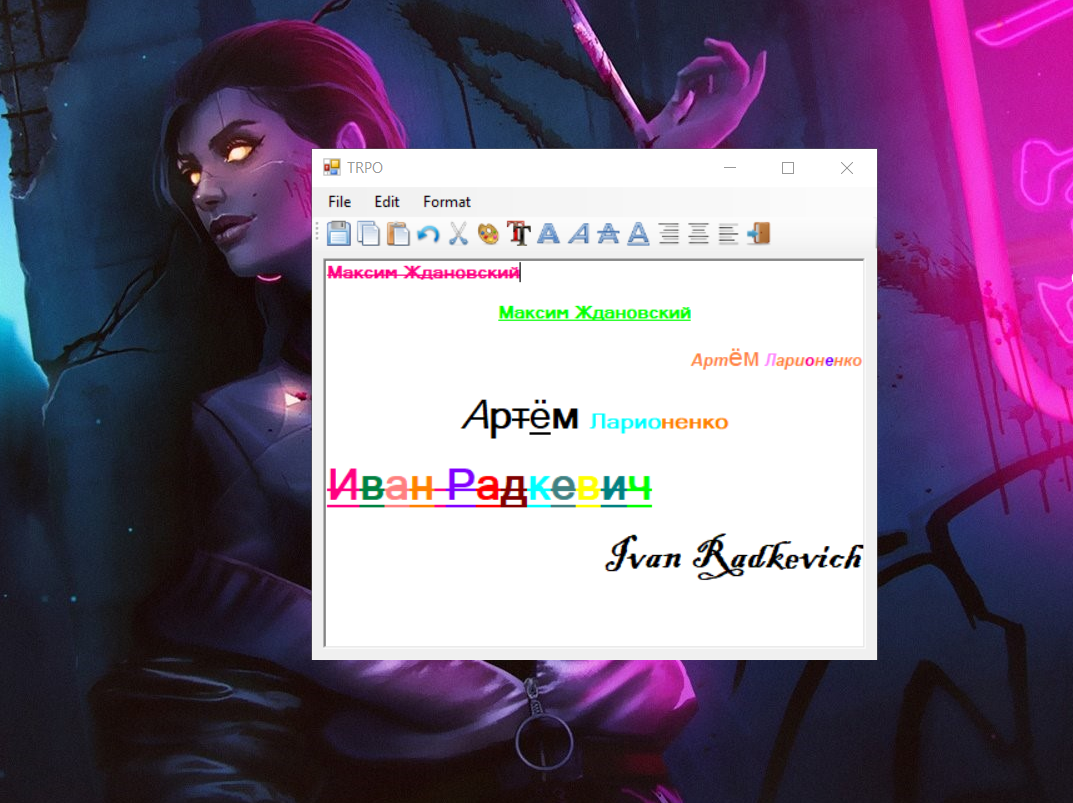 TRPO
File Edit Format
Максим Ждановский
Максим Ждановский
Артём Ларионенко
Артём Ларионенко
Иван Радкевич
Ivan Radkevich